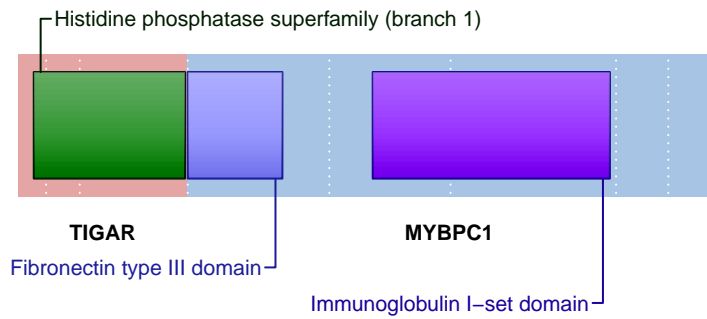 Histidine phosphatase superfamily (branch 1)
TIGAR
MYBPC1
Fibronectin type III domain
Immunoglobulin I−set domain